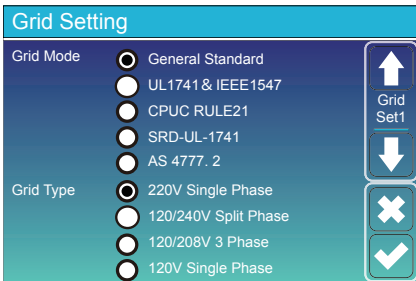 Grid Setting
Grid Mode
General Standard
UL1741& IEEE1547
CPUC RULE21
SRD-UL-1741
AS 4777. 2
Grid Type
220V Single Phase
120/240V Split Phase
120/208V 3 Phase
120V Single Phase
Grid
Set1